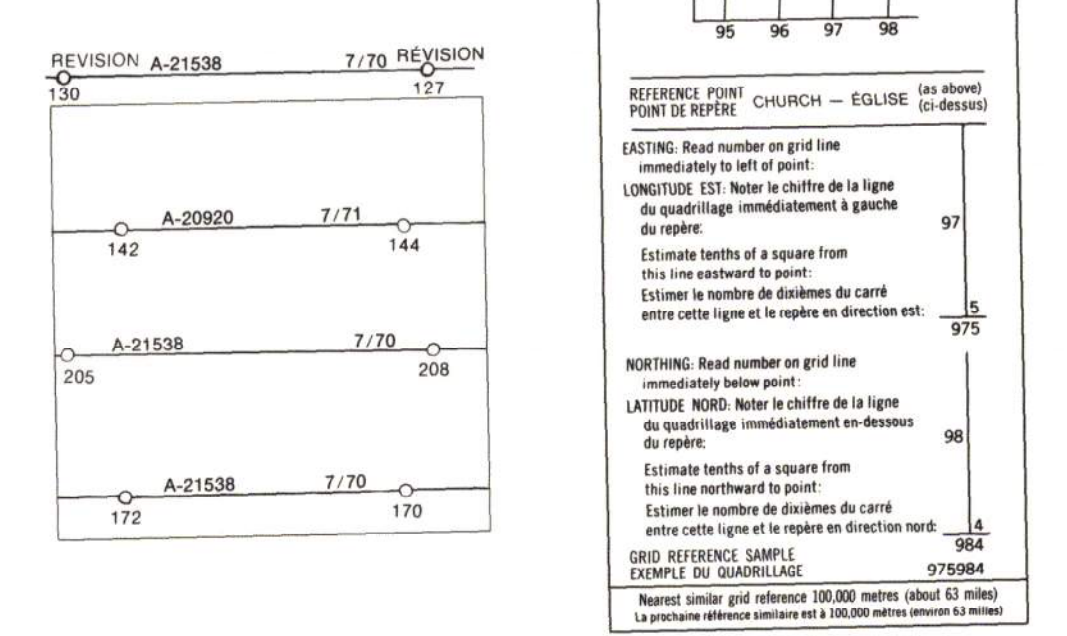 REVISION A-21538 7/70 RÉVISION
130 127
A-20920 7/71
142 144
A-21538 7/70
205 208
A-21538 7/70
172 170
95 96 97 98
REFERENCE POINT CHURCH — ÉGLISE (as above)
POINT DE REPÈRE (ci-dessus)
EASTING: Read number on grid line
immediately to left of point:
LONGITUDE EST: Noter le chiffre de la ligne
du quadrillage immédiatement à gauche
du repère: 97
Estimate tenths of a square from
this line eastward to point:
Estimer le nombre de dixièmes du carré
entre cette ligne et le repère en direction est: 5
975
NORTHING: Read number on grid line
immediately below point:
LATITUDE NORD: Noter le chiffre de la ligne
du quadrillage immédiatement en-dessous
du repère: 98
Estimate tenths of a square from
this line northward to point:
Estimer le nombre de dixièmes du carré
entre cette ligne et le repère en direction nord: 4
984
GRID REFERENCE SAMPLE
EXEMPLE DU QUADRILLAGE 975984
Nearest similar grid reference 100,000 metres (about 63 miles)
La prochaine référence similaire est à 100,000 mètres (environ 63 milles)